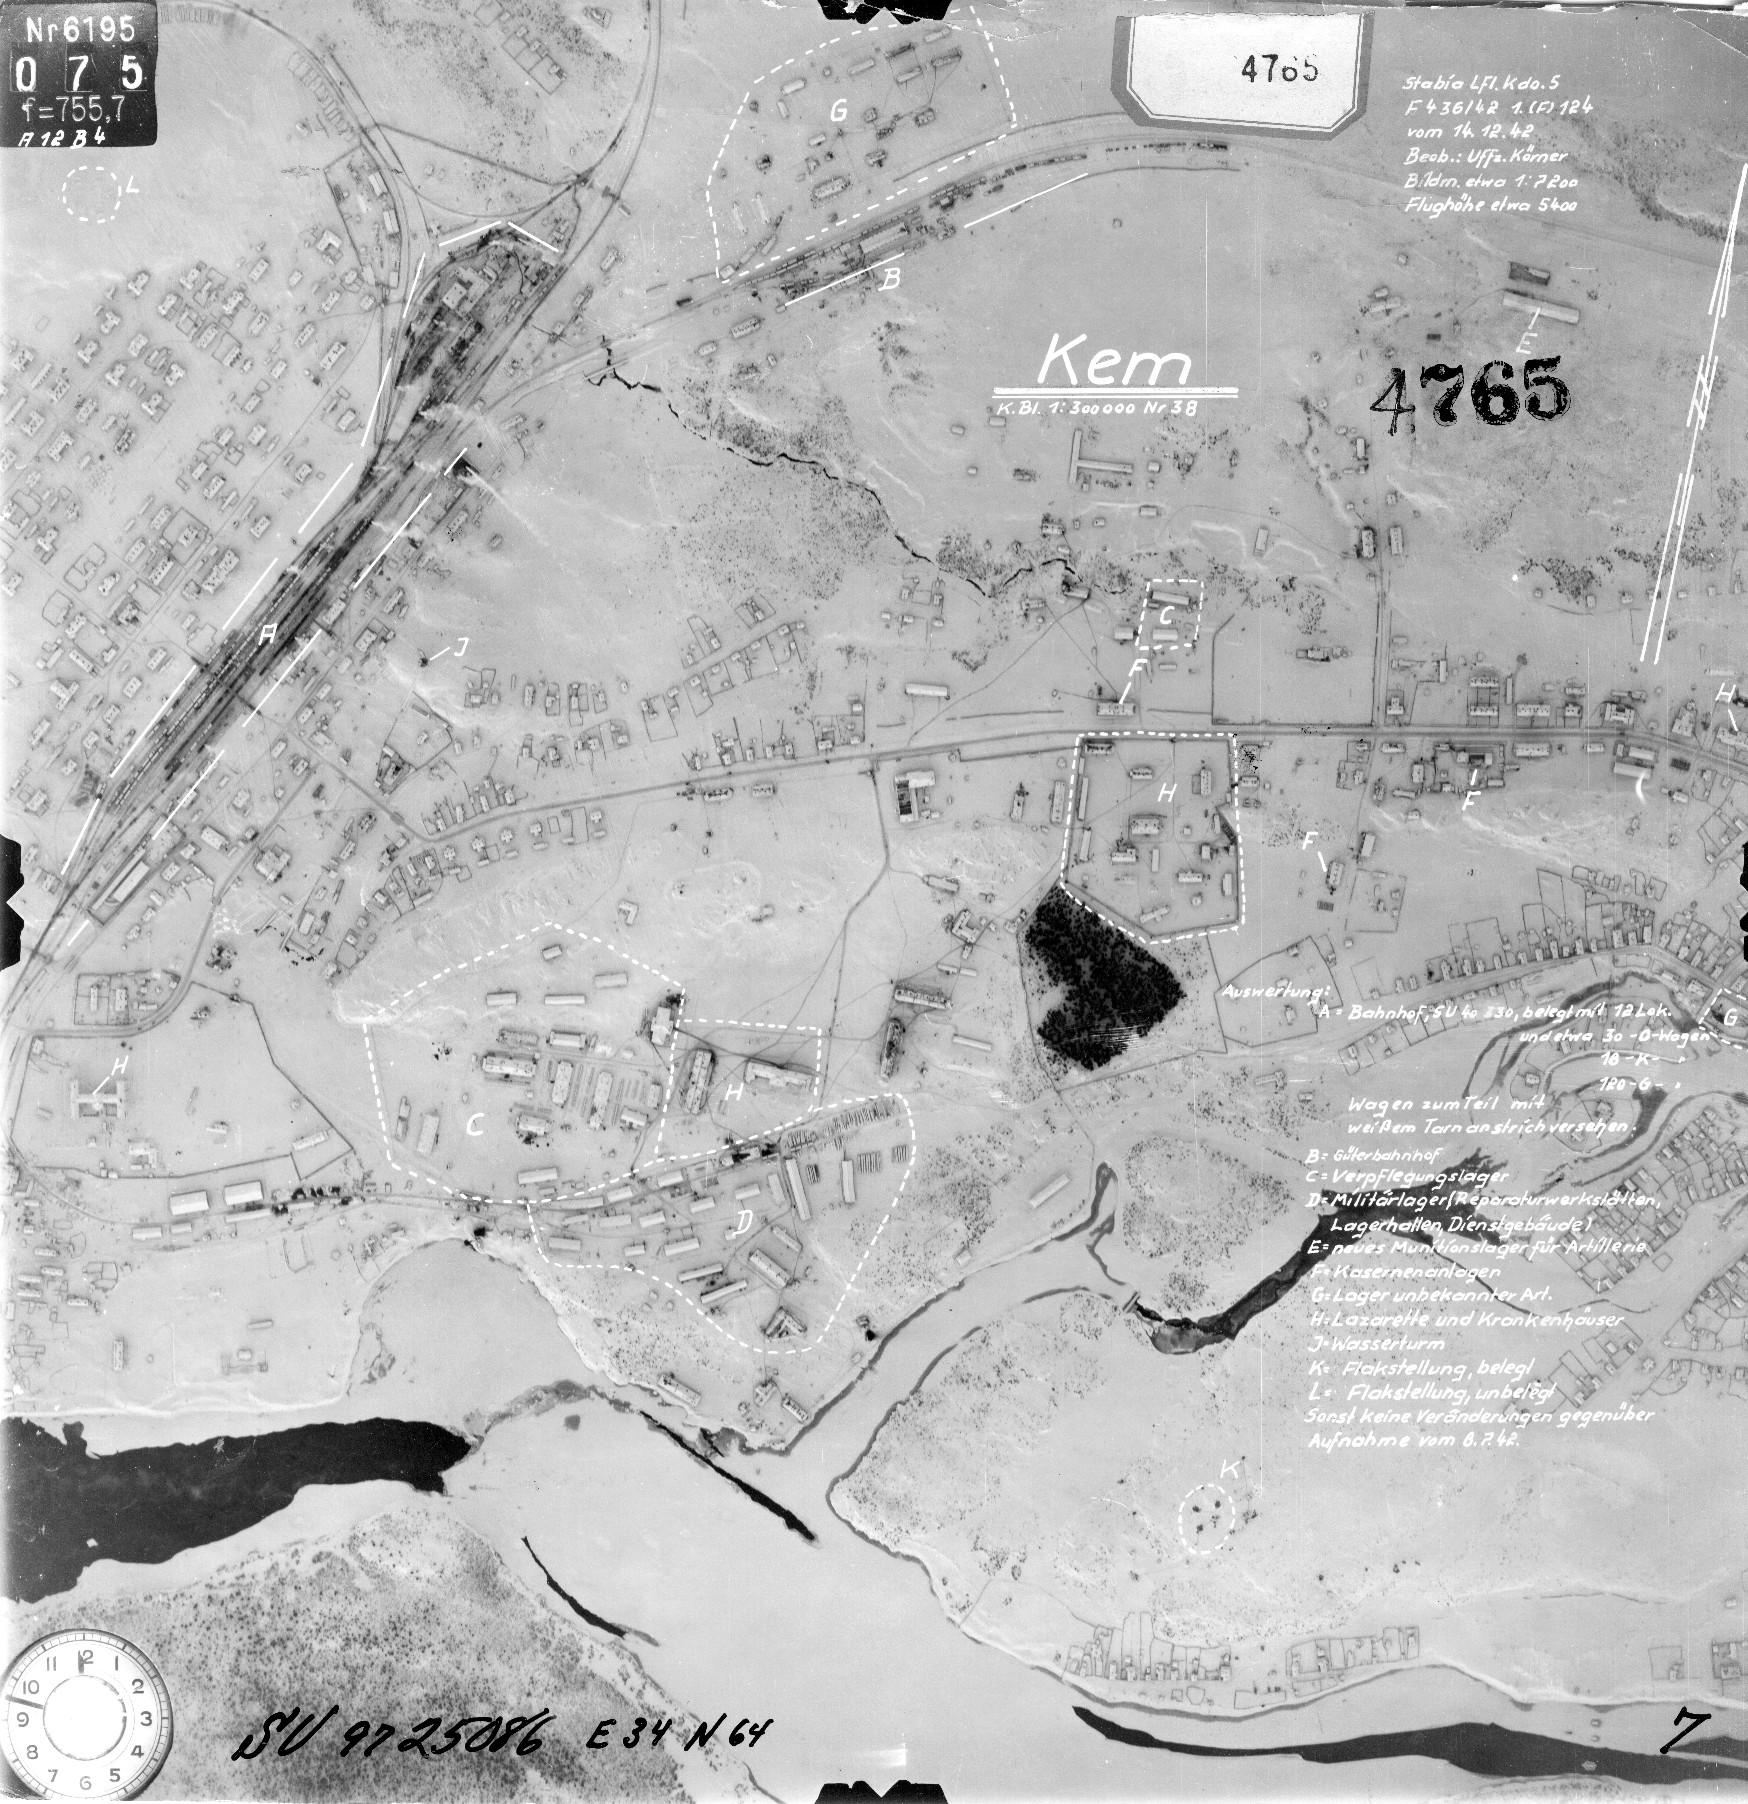 Nr 6195
0 7 5
f=755,7
A 12 B 4
4765
Stabia Lfl. Kdo. 5
F 436/42 1.(F) 124
vom 14.12.42
Beob.: Uffz. Körner
Bildm. etwa 1:7200
Flughöhe etwa 5400
L
G
B
E
Kem
K.Bl. 1:300000 Nr 38
4765
A
J
C
F
H
H
F
F
G
H
C
H
D
K
Auswertung:
A = Bahnhof, SU 40 330, belegt mit 12 Lok.
und etwa 30 -O-Wagen
18 -K- "
120 -G- "
Wagen zum Teil mit
weißem Tarnanstrich versehen.
B = Güterbahnhof
C = Verpflegungslager
D = Militärlager (Reparaturwerkstätten,
Lagerhallen, Dienstgebäude)
E = neues Munitionslager für Artillerie
F = Kasernenanlagen
G = Lager unbekannter Art.
H = Lazarette und Krankenhäuser
J = Wasserturm
K = Flakstellung, belegt
L = Flakstellung, unbelegt
Sonst keine Veränderungen gegenüber
Aufnahme vom 8.7.42.
12 1 2 3 4 5 6 7 8 9 10 11
SU 9725086 E 34 N 64
7